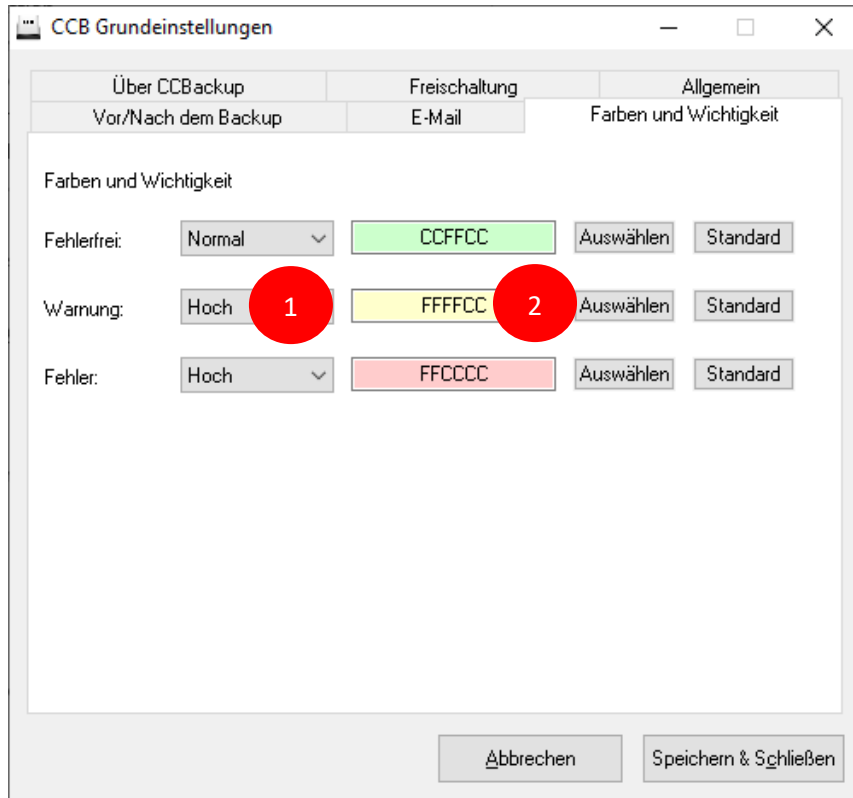 CCB Grundeinstellungen
Über CCBackup Freischaltung Allgemein
Vor/Nach dem Backup E-Mail Farben und Wichtigkeit
Farben und Wichtigkeit
Fehlerfrei: Normal CCFFCC Auswählen Standard
Warnung: Hoch 1 FFFFCC 2 Auswählen Standard
Fehler: Hoch FFCCCC Auswählen Standard
Abbrechen Speichern & Schließen